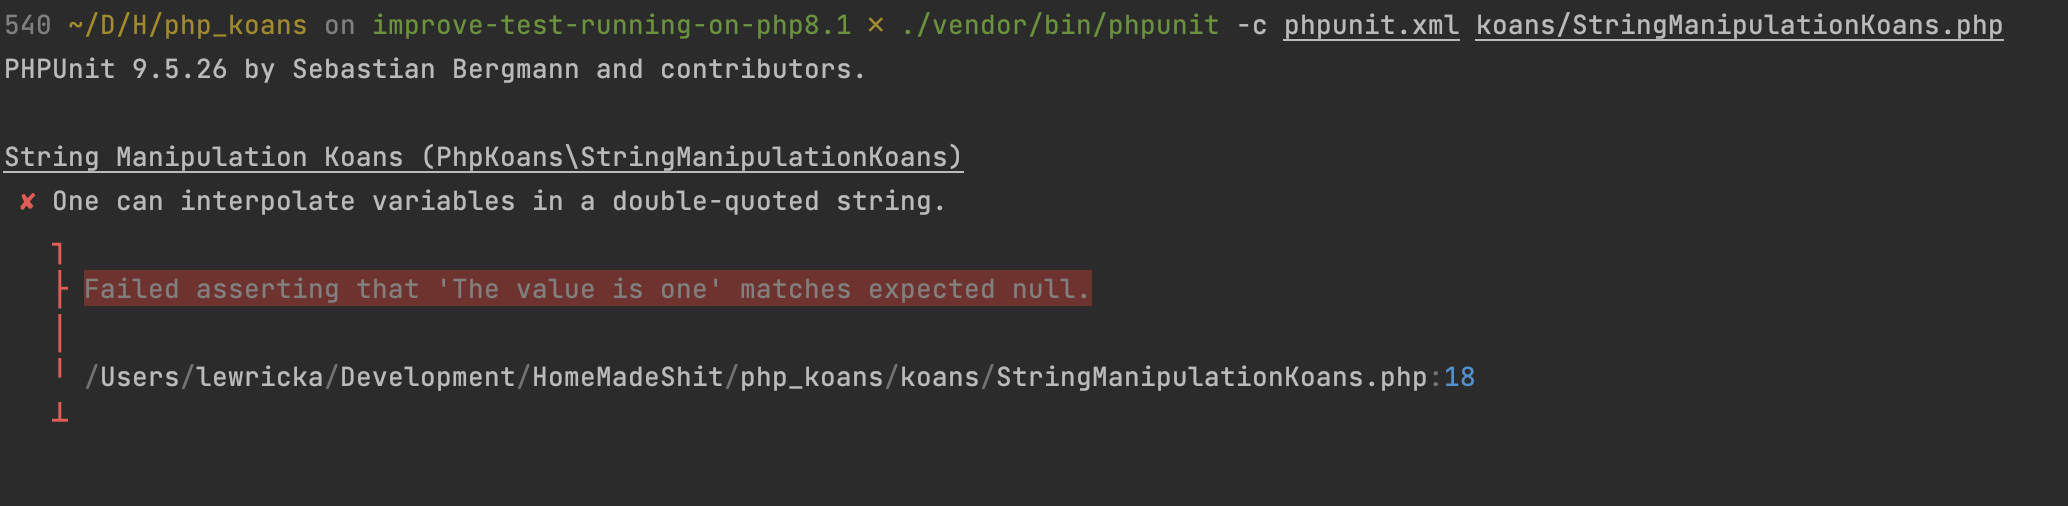 540 ~/D/H/php_koans on improve-test-running-on-php8.1 × ./vendor/bin/phpunit -c phpunit.xml koans/StringManipulationKoans.php
PHPUnit 9.5.26 by Sebastian Bergmann and contributors.
String Manipulation Koans (PhpKoans\StringManipulationKoans)
✘ One can interpolate variables in a double-quoted string.
┐
├ Failed asserting that 'The value is one' matches expected null.
│
╵ /Users/lewricka/Development/HomeMadeShit/php_koans/koans/StringManipulationKoans.php:18
┴